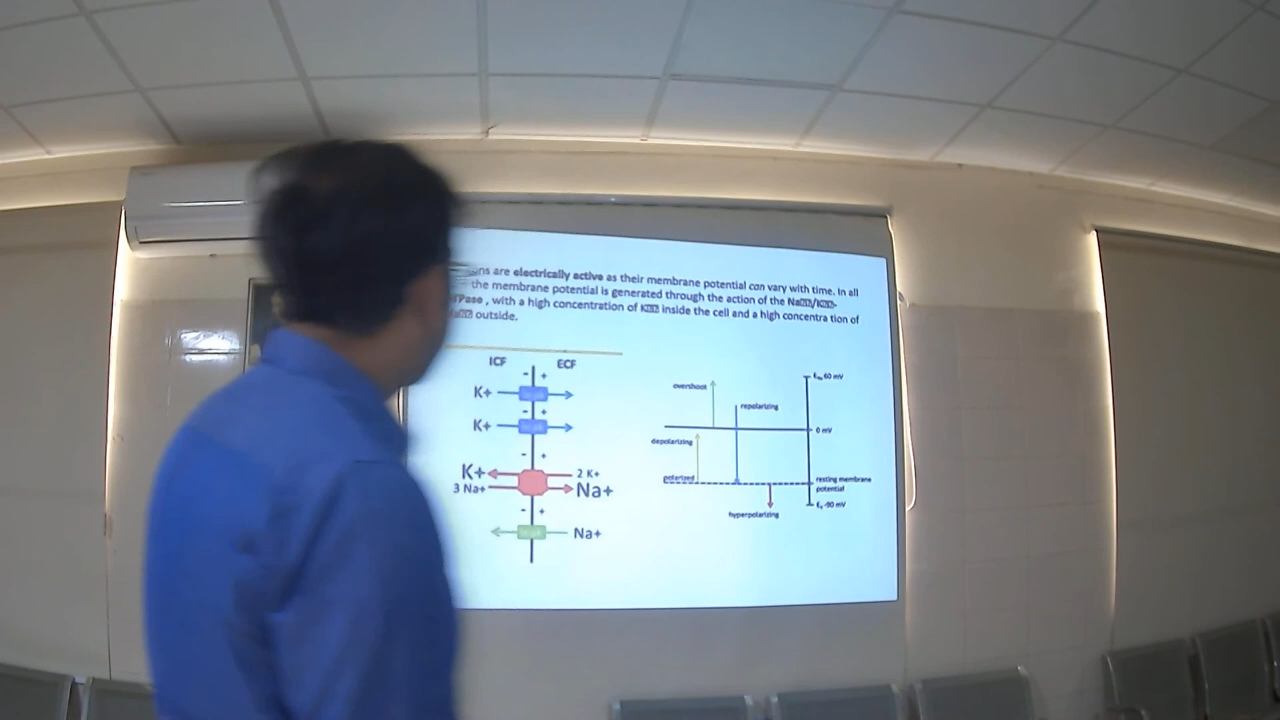 ns are electrically active as their membrane potential can vary with time. In all
the membrane potential is generated through the action of the Na/K
TPase , with a high concentration of K inside the cell and a high concentra tion of
outside.
ICF ECF
- +
K+
- +
K+
- +
K+ 2 K+
3 Na+ Na+
- +
Na+
60 mV
overshoot
repolarizing
0 mV
depolarizing
polarized
resting membrane
potential
-90 mV
hyperpolarizing